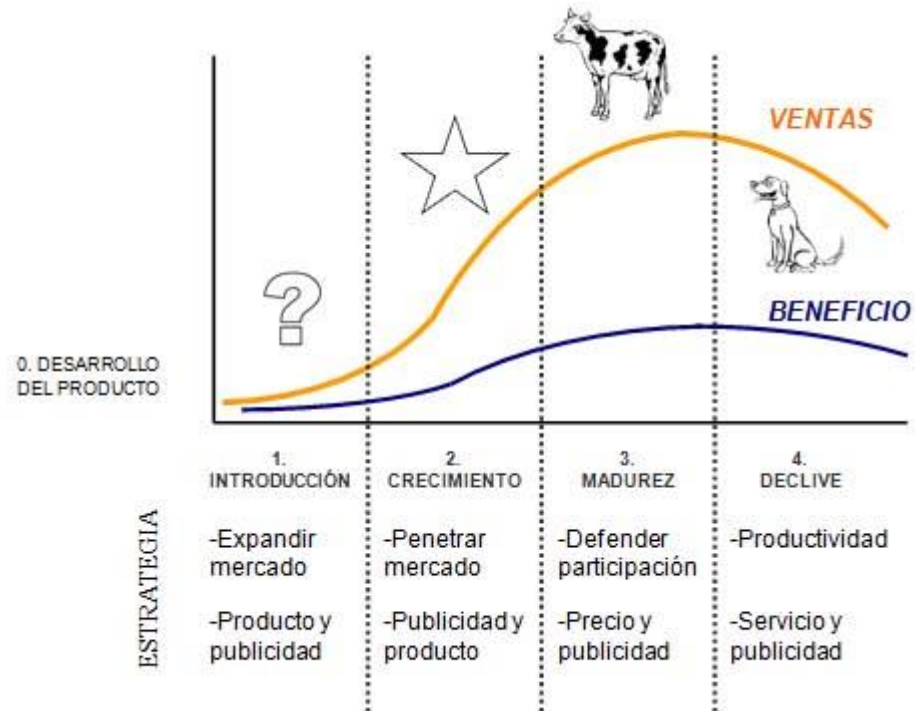 VENTAS
?
BENEFICIO
0. DESARROLLO
DEL PRODUCTO
1.
INTRODUCCIÓN
2.
CRECIMIENTO
3.
MADUREZ
4.
DECLIVE
ESTRATEGIA
-Expandir
mercado
-Producto y
publicidad
-Penetrar
mercado
-Publicidad y
producto
-Defender
participación
-Precio y
publicidad
-Productividad
-Servicio y
publicidad